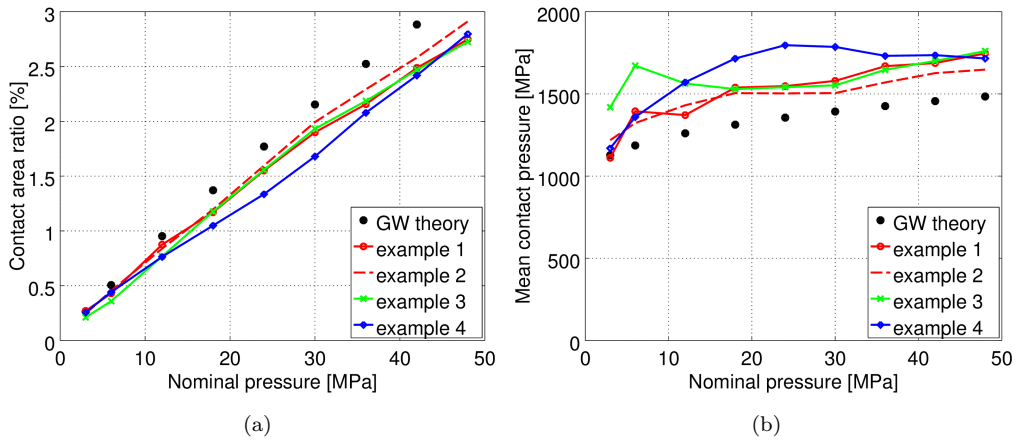 3
2.5
2
1.5
1
0.5
0
0
10
20
30
40
50
Contact area ratio [%]
Nominal pressure [MPa]
GW theory
example 1
example 2
example 3
example 4
(a)
2000
1500
1000
500
0
0
10
20
30
40
50
Mean contact pressure [MPa]
Nominal pressure [MPa]
GW theory
example 1
example 2
example 3
example 4
(b)